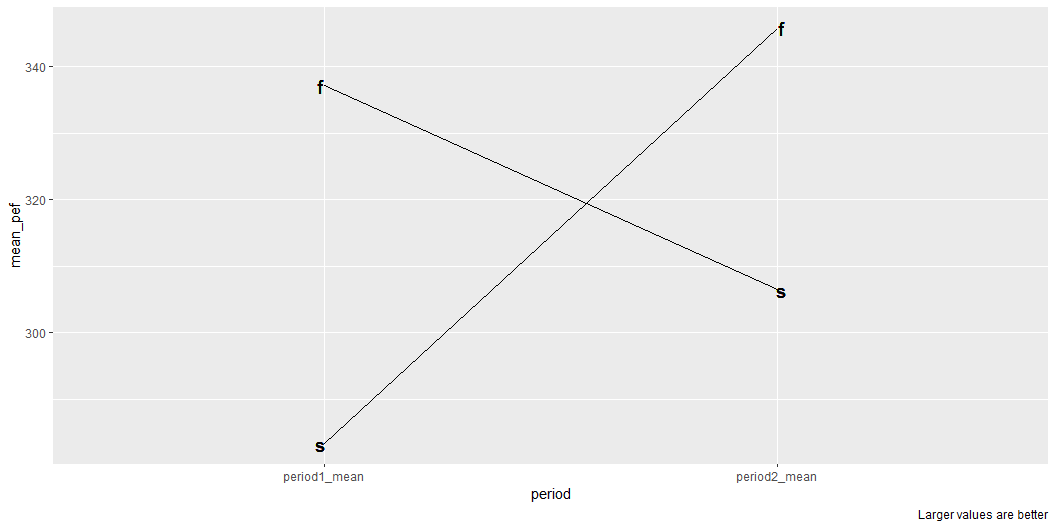 f
340
f
320
mean_pef
s
300
s
period1_mean period2_mean
period
Larger values are better